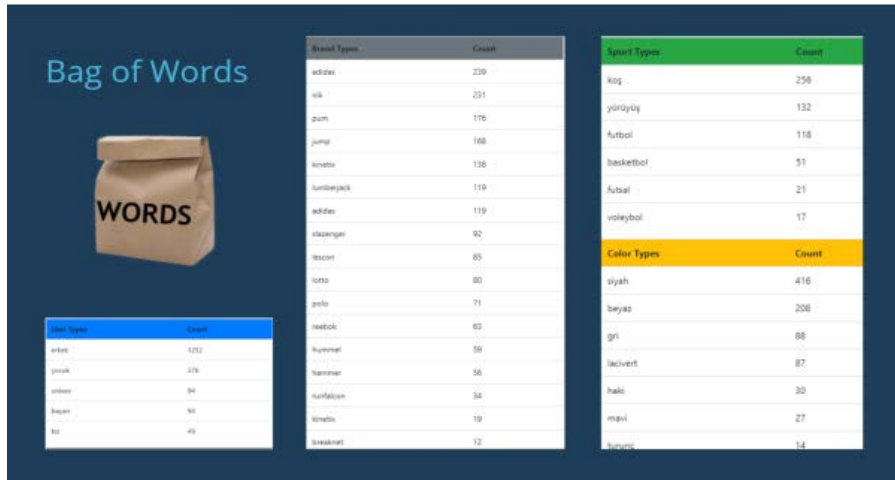 Bag of Words
WORDS
User Types Count
erkek 1252
çocuk 278
unisex 94
bayan
kız 49
Brand Types Count
adidas 239
nik 231
pum 176
jump 168
kinetix 138
lumberjack 119
adidas 119
slazenger 92
lescon 85
lotto 80
polo 71
reebok 63
hummel 59
hammer 56
runfalcon 34
kinetix 19
breaknet 12
Sport Types Count
koş 256
yürüyüş 132
futbol 118
basketbol 51
futsal 21
voleybol 17
Color Types Count
siyah 416
beyaz 208
gri 88
lacivert 87
haki 30
mavi 27
turunç 14